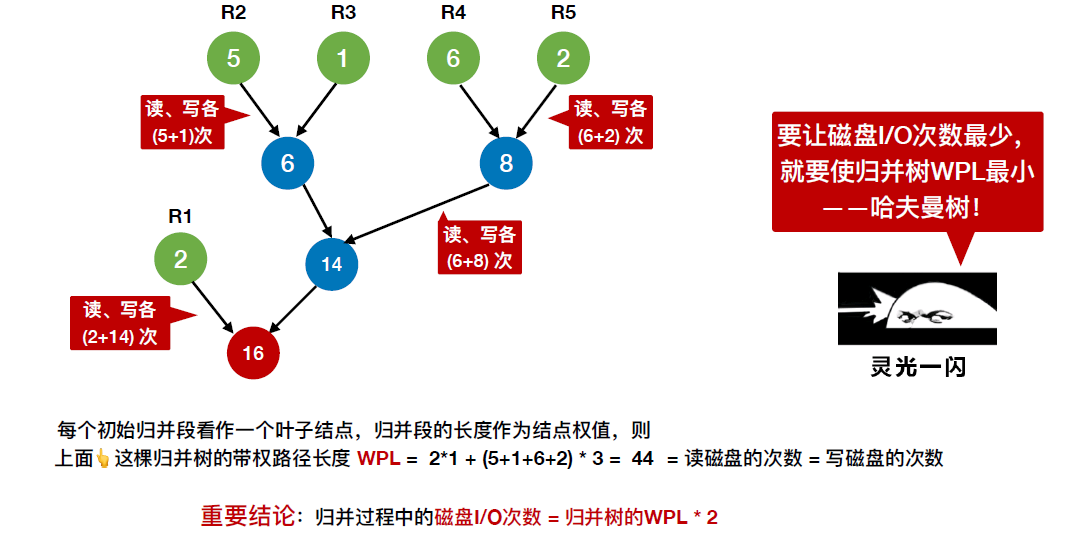 R2 R3 R4 R5
5 1 6 2
读、写各
(5+1)次
读、写各
(6+2) 次
6 8
要让磁盘I/O次数最少，
就要使归并树WPL最小
——哈夫曼树！
R1
读、写各
(6+8) 次
2 14
读、写各
(2+14) 次
16
灵光一闪
每个初始归并段看作一个叶子结点，归并段的长度作为结点权值，则
上面👆这棵归并树的带权路径长度 WPL = 2*1 + (5+1+6+2) * 3 = 44 = 读磁盘的次数 = 写磁盘的次数
重要结论：归并过程中的磁盘I/O次数 = 归并树的WPL * 2